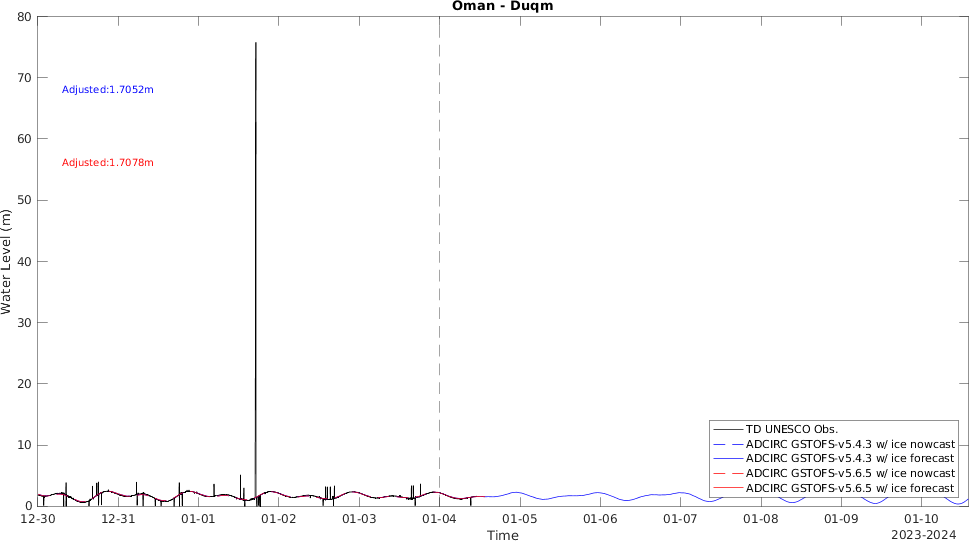 Oman - Duqm
80
70
60
50
40
30
20
10
0
Water Level (m)
Adjusted:1.7052m
Adjusted:1.7078m
TD UNESCO Obs.
ADCIRC GSTOFS-v5.4.3 w/ ice nowcast
ADCIRC GSTOFS-v5.4.3 w/ ice forecast
ADCIRC GSTOFS-v5.6.5 w/ ice nowcast
ADCIRC GSTOFS-v5.6.5 w/ ice forecast
12-30 12-31 01-01 01-02 01-03 01-04 01-05 01-06 01-07 01-08 01-09 01-10
Time
2023-2024